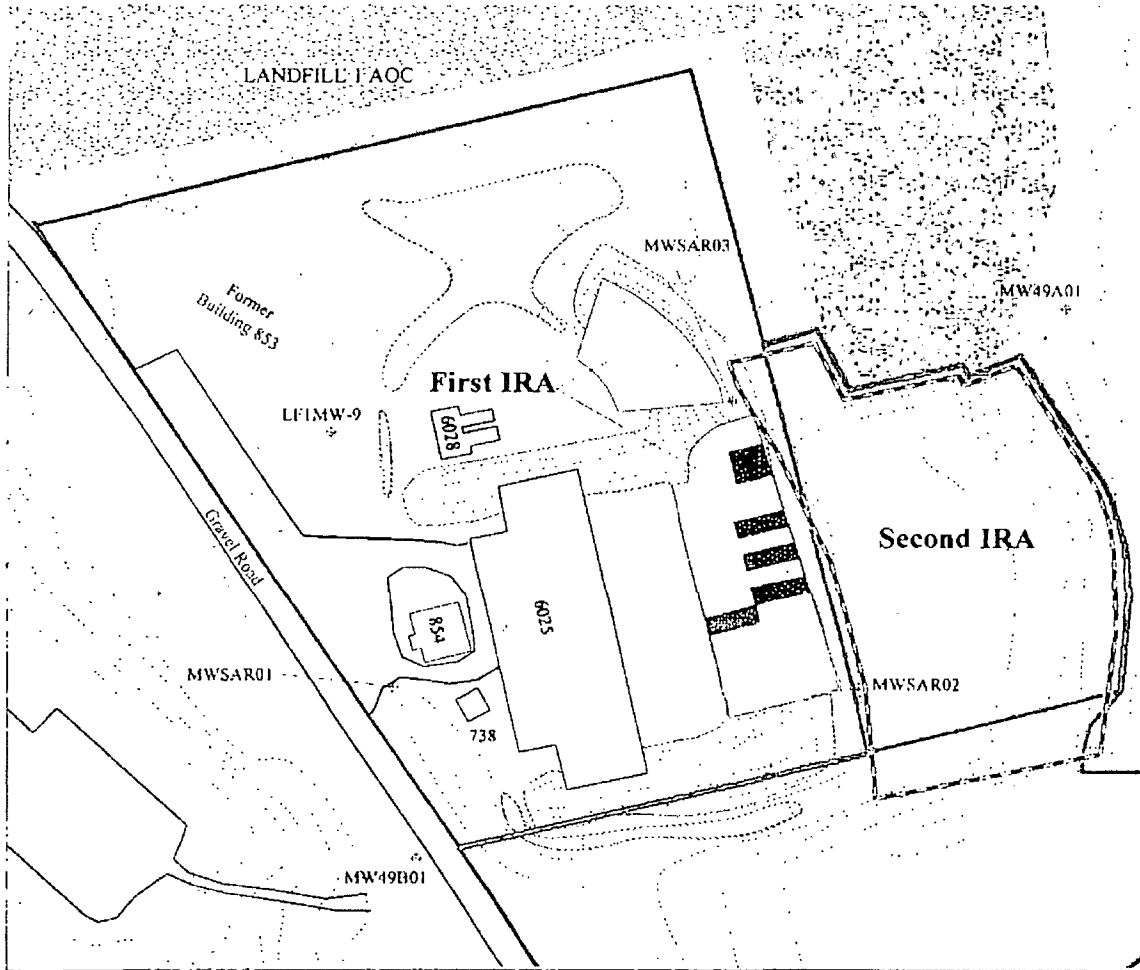 LANDFILL 1 AOC
MWSAR03
MW49A01
Former
Building 853
First IRA
LF1MW-9
6028
Gravel Road
Second IRA
6025
854
MWSAR01
MWSAR02
738
MW49B01